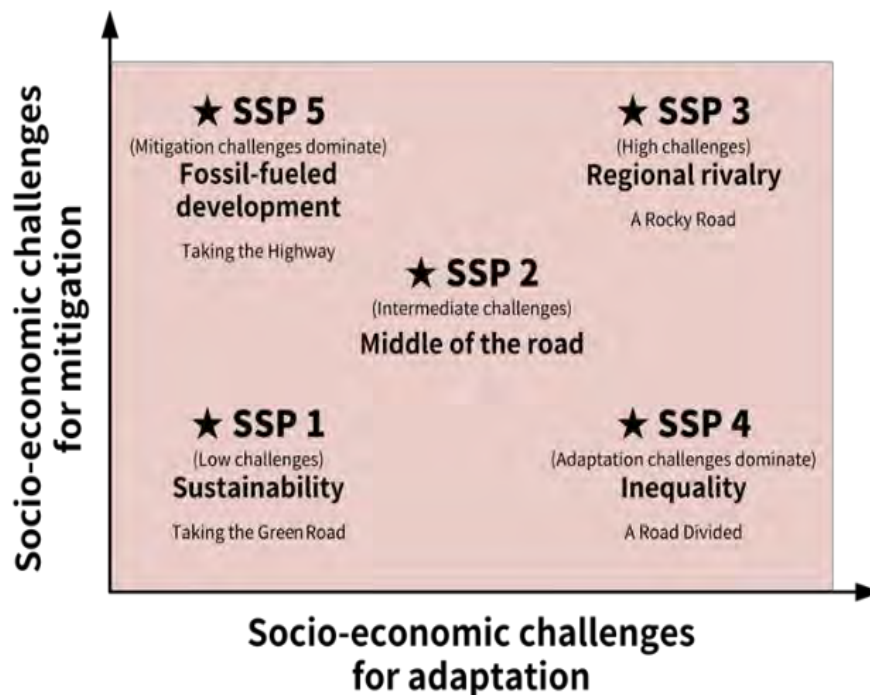 Socio-economic challenges
for mitigation
★ SSP 5
(Mitigation challenges dominate)
Fossil-fueled
development
Taking the Highway
★ SSP 3
(High challenges)
Regional rivalry
A Rocky Road
★ SSP 2
(Intermediate challenges)
Middle of the road
★ SSP 1
(Low challenges)
Sustainability
Taking the Green Road
★ SSP 4
(Adaptation challenges dominate)
Inequality
A Road Divided
Socio-economic challenges
for adaptation